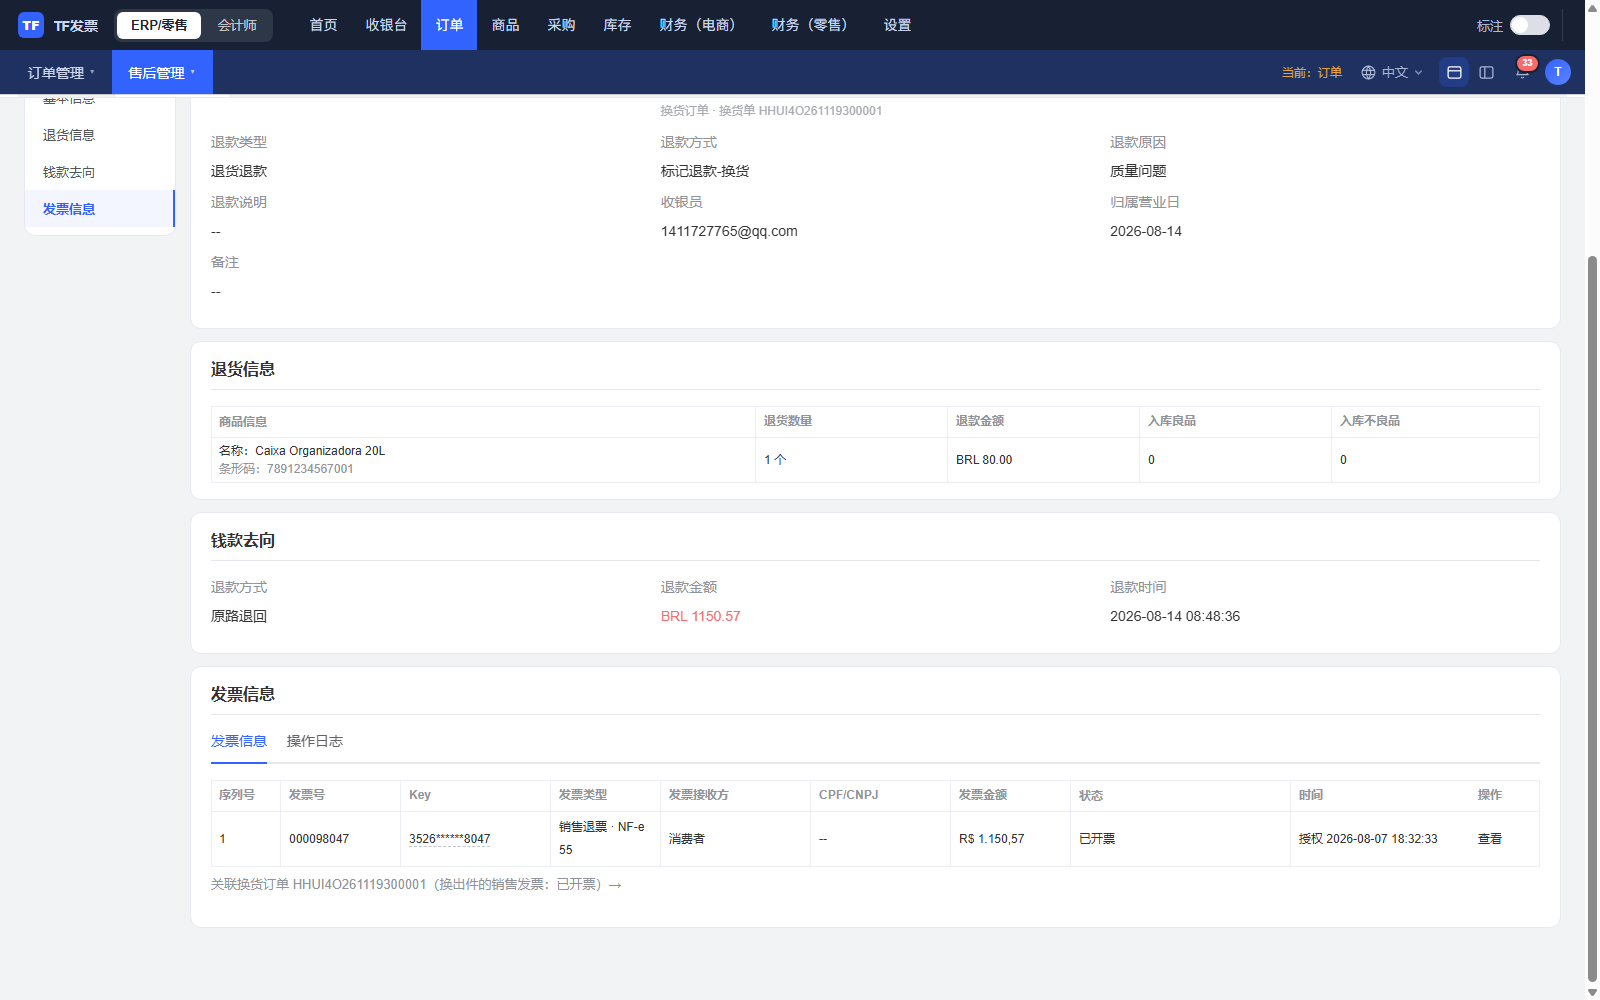 TF TF发票 ERP/零售 会计师 首页 收银台 订单 商品 采购 库存 财务（电商） 财务（零售） 设置 标注
订单管理 售后管理 当前：订单 中文 33 T
基本信息
退货信息
钱款去向
发票信息
换货订单 · 换货单 HHUI4O261119300001
退款类型 退款方式 退款原因
退货退款 标记退款-换货 质量问题
退款说明 收银员 归属营业日
-- 1411727765@qq.com 2026-08-14
备注
--
退货信息
商品信息 退货数量 退款金额 入库良品 入库不良品
名称：Caixa Organizadora 20L
条形码：7891234567001
1 个 BRL 80.00 0 0
钱款去向
退款方式 退款金额 退款时间
原路退回 BRL 1150.57 2026-08-14 08:48:36
发票信息
发票信息 操作日志
序列号 发票号 Key 发票类型 发票接收方 CPF/CNPJ 发票金额 状态 时间 操作
1 000098047 3526******8047 销售退票 · NF-e 55 消费者 -- R$ 1.150,57 已开票 授权 2026-08-07 18:32:33 查看
关联换货订单 HHUI4O261119300001（换出件的销售发票：已开票）→